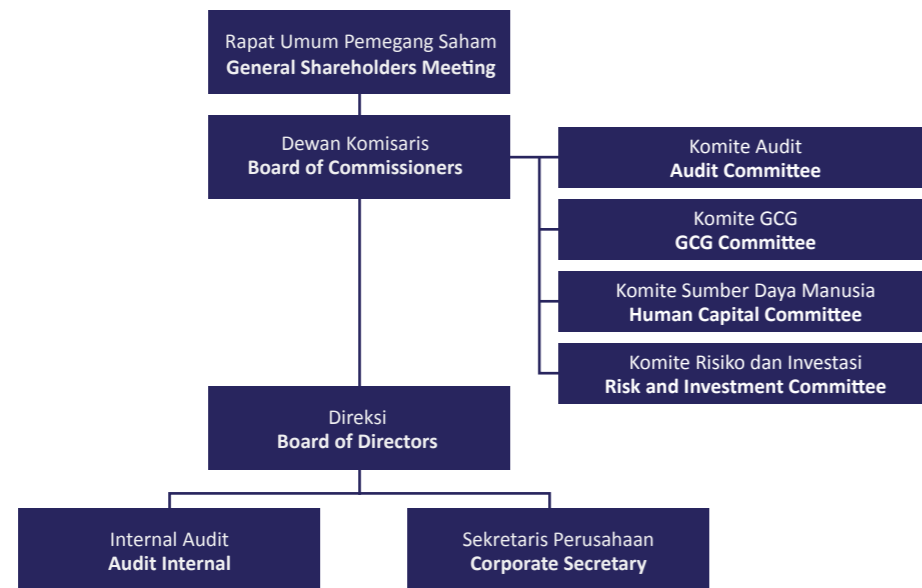 Rapat Umum Pemegang Saham
General Shareholders Meeting
Dewan Komisaris
Board of Commissioners
Komite Audit
Audit Committee
Komite GCG
GCG Committee
Komite Sumber Daya Manusia
Human Capital Committee
Komite Risiko dan Investasi
Risk and Investment Committee
Direksi
Board of Directors
Internal Audit
Audit Internal
Sekretaris Perusahaan
Corporate Secretary